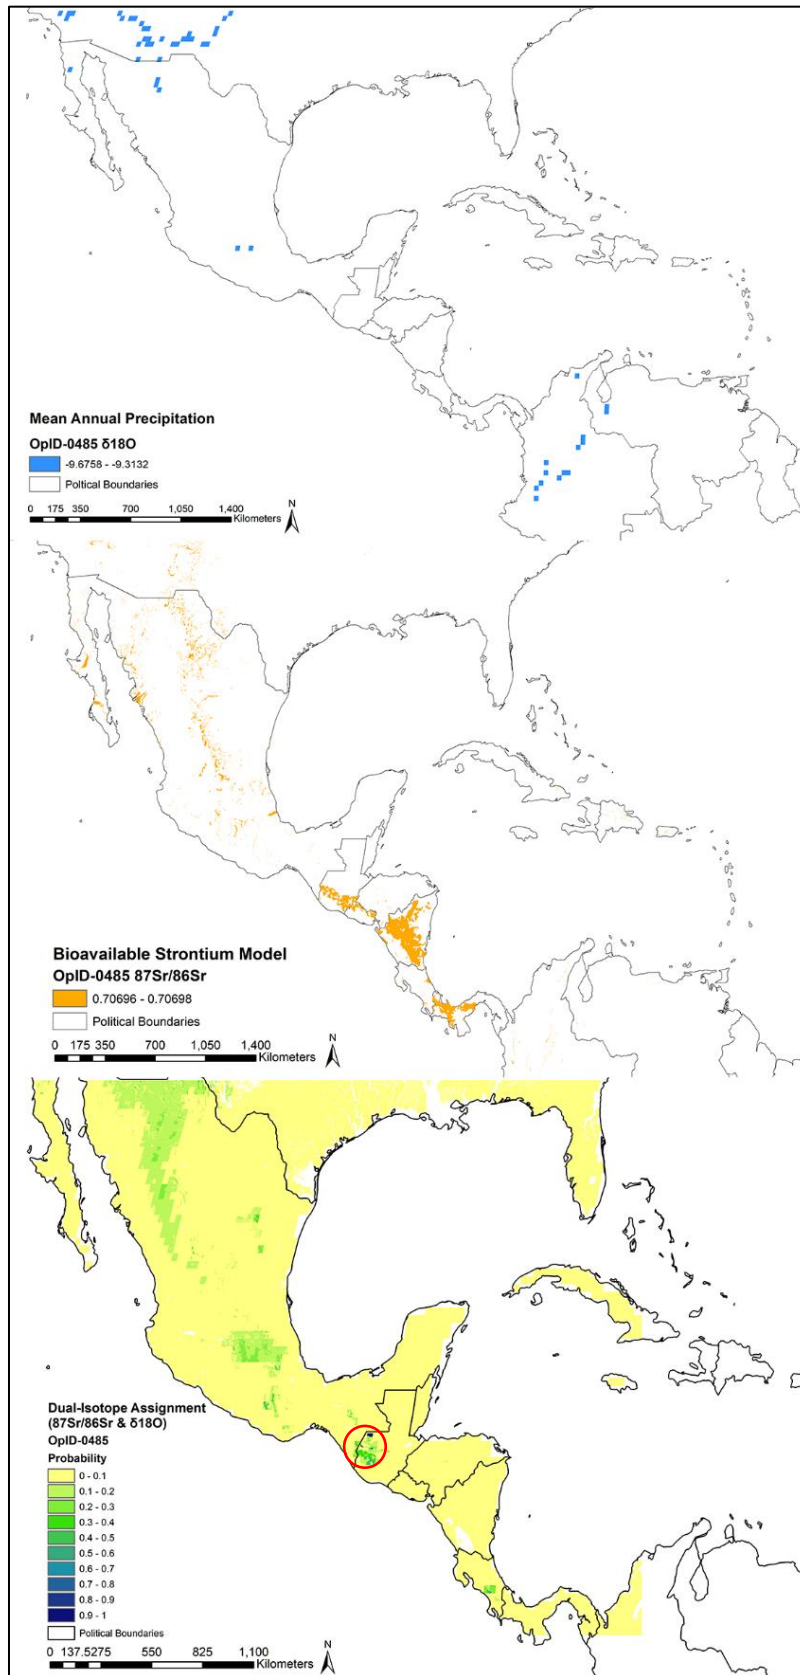 Mean Annual Precipitation
OpID-0485 δ18O
-9.6758 - -9.3132
Poltical Boundaries
0 175 350 700 1,050 1,400
Kilometers
N
Bioavailable Strontium Model
OpID-0485 87Sr/86Sr
0.70696 - 0.70698
Political Boundaries
0 175 350 700 1,050 1,400
Kilometers
N
Dual-Isotope Assignment
(87Sr/86Sr & δ18O)
OpID-0485
Probability
0 - 0.1
0.1 - 0.2
0.2 - 0.3
0.3 - 0.4
0.4 - 0.5
0.5 - 0.6
0.6 - 0.7
0.7 - 0.8
0.8 - 0.9
0.9 - 1
Political Boundaries
0 137.5275 550 825 1,100
Kilometers
N